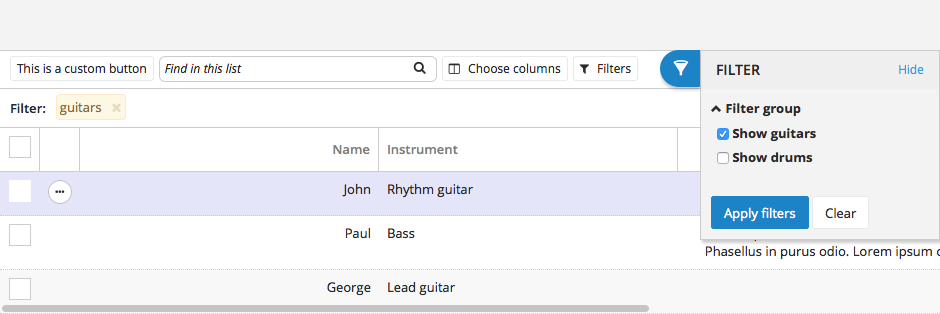 This is a custom button
Find in this list
Choose columns
Filters
FILTER
Hide
Filter:
guitars
Filter group
Show guitars
Show drums
Apply filters
Clear
Name
Instrument
John
Rhythm guitar
Paul
Bass
Phasellus in purus odio. Lorem ipsum
George
Lead guitar